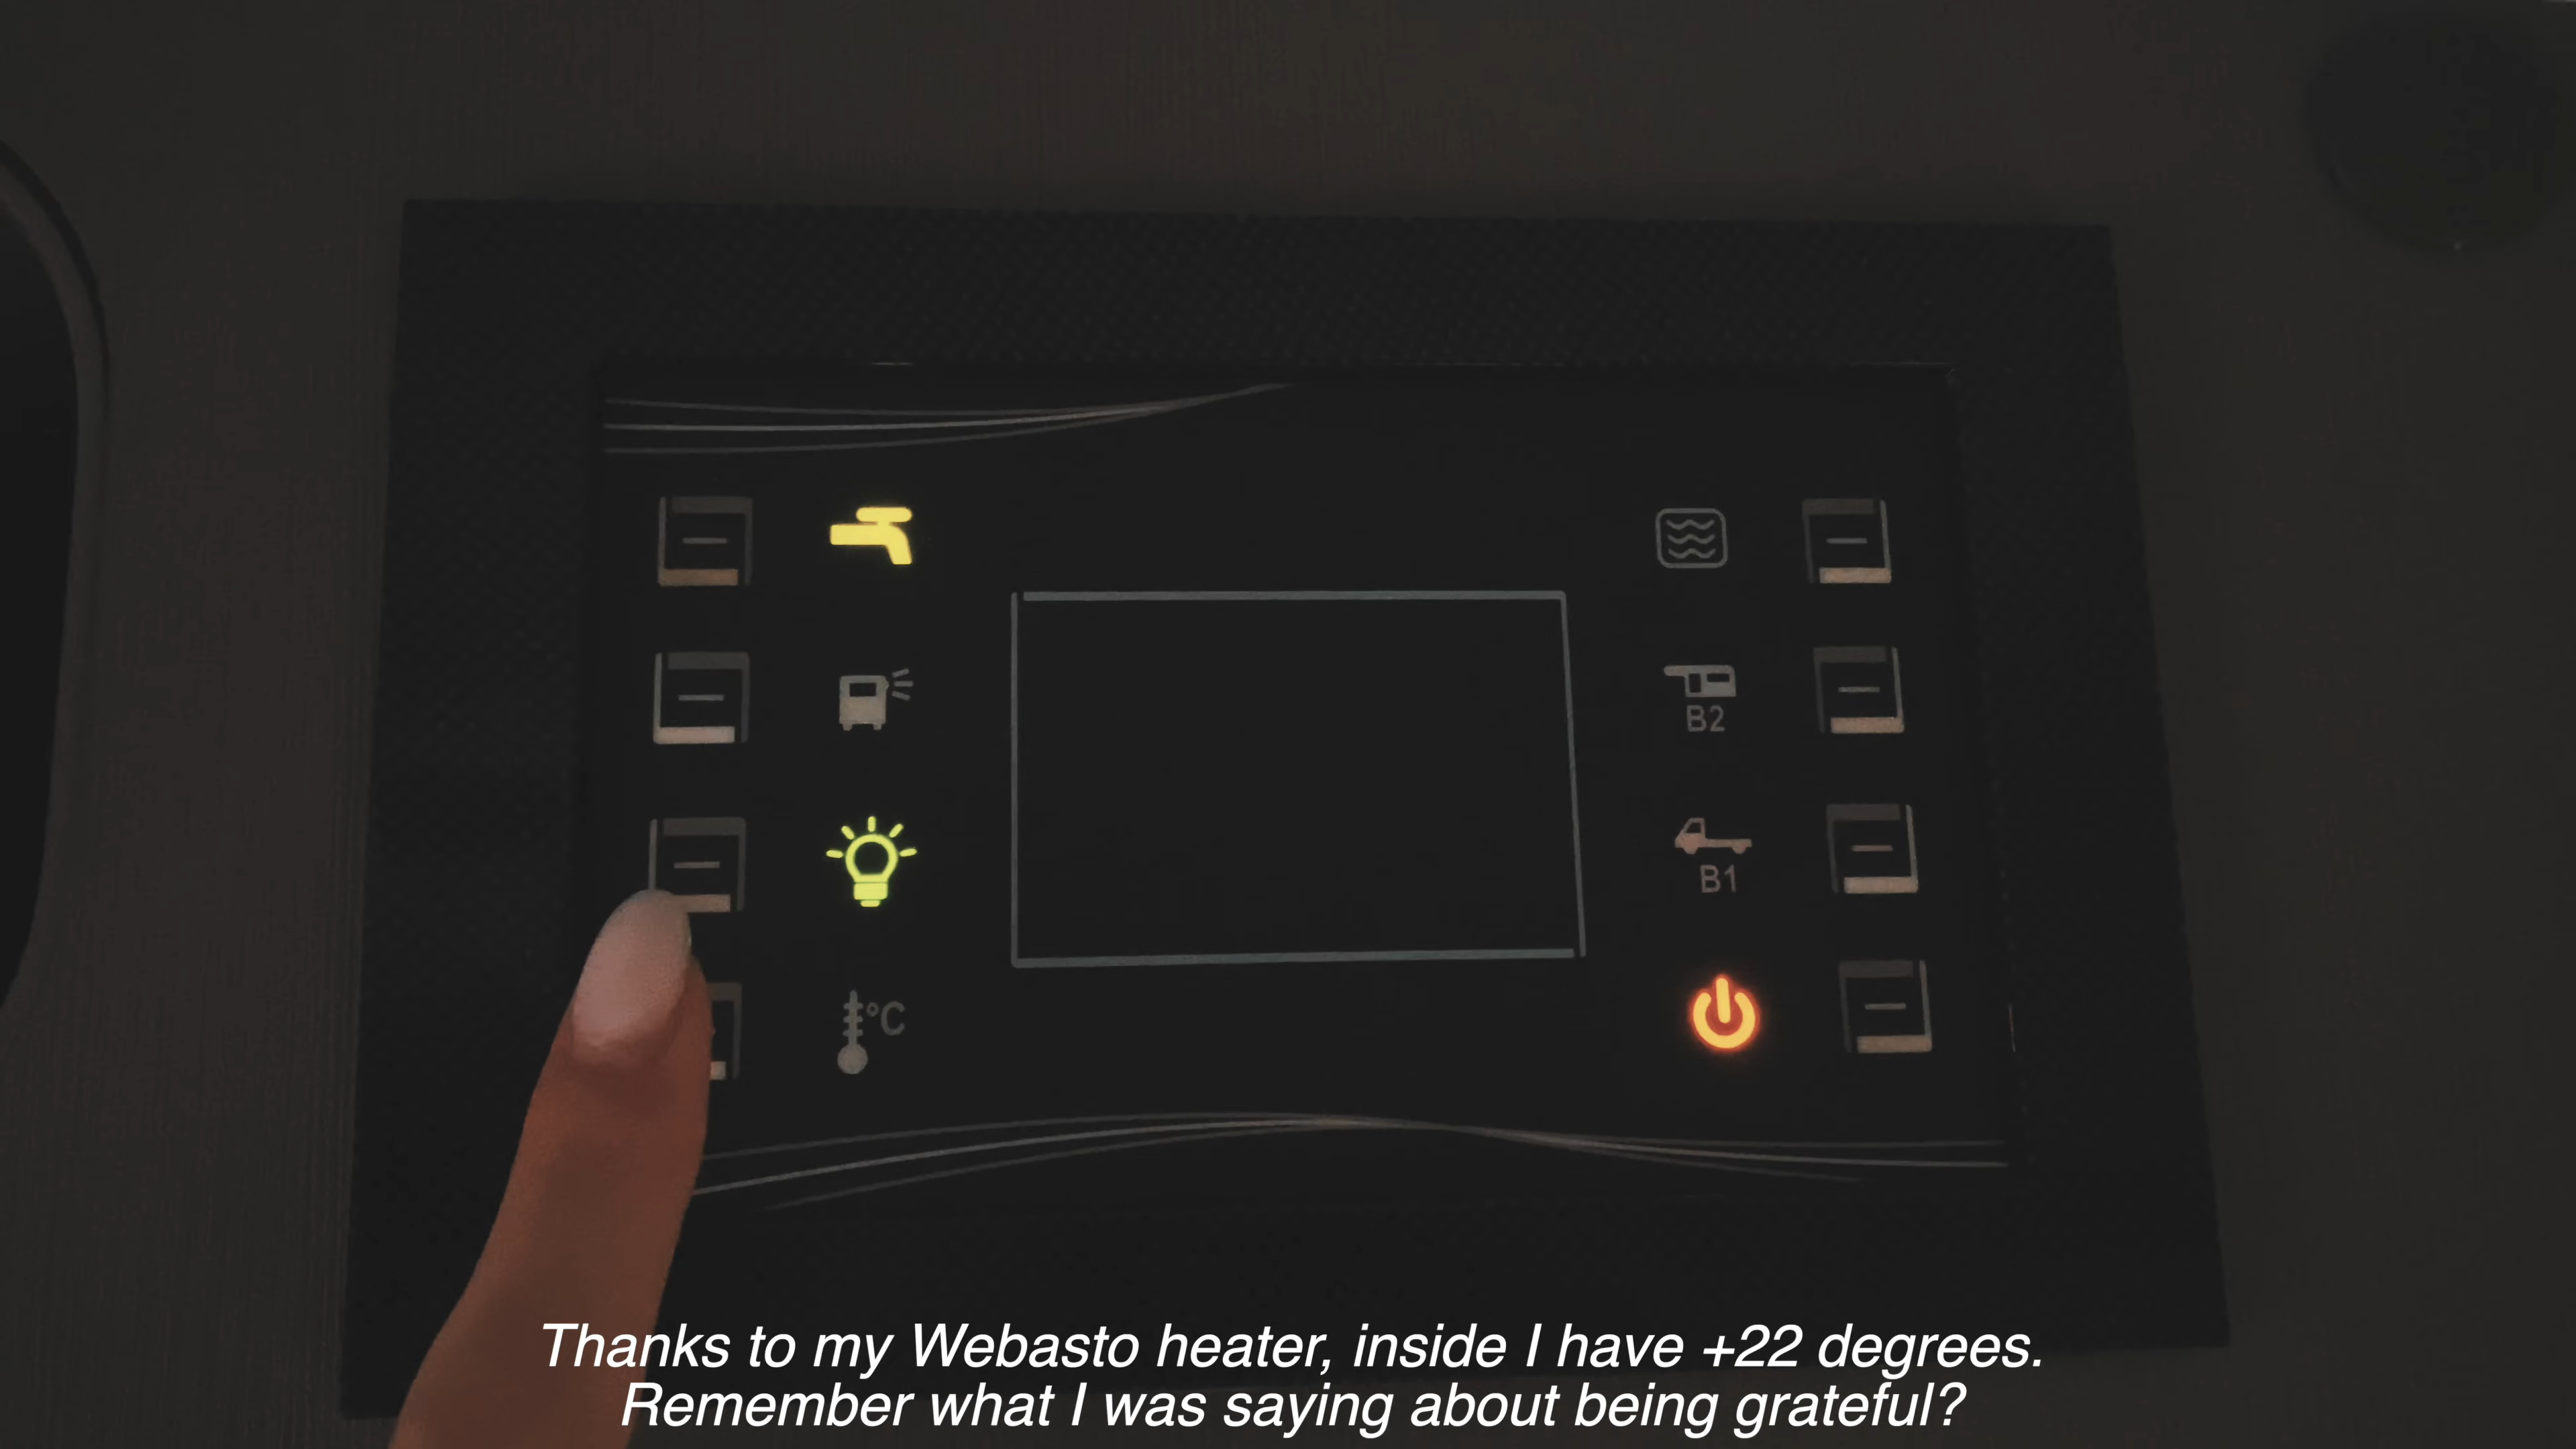 B2
B1
°C
Thanks to my Webasto heater, inside I have +22 degrees.
Remember what I was saying about being grateful?